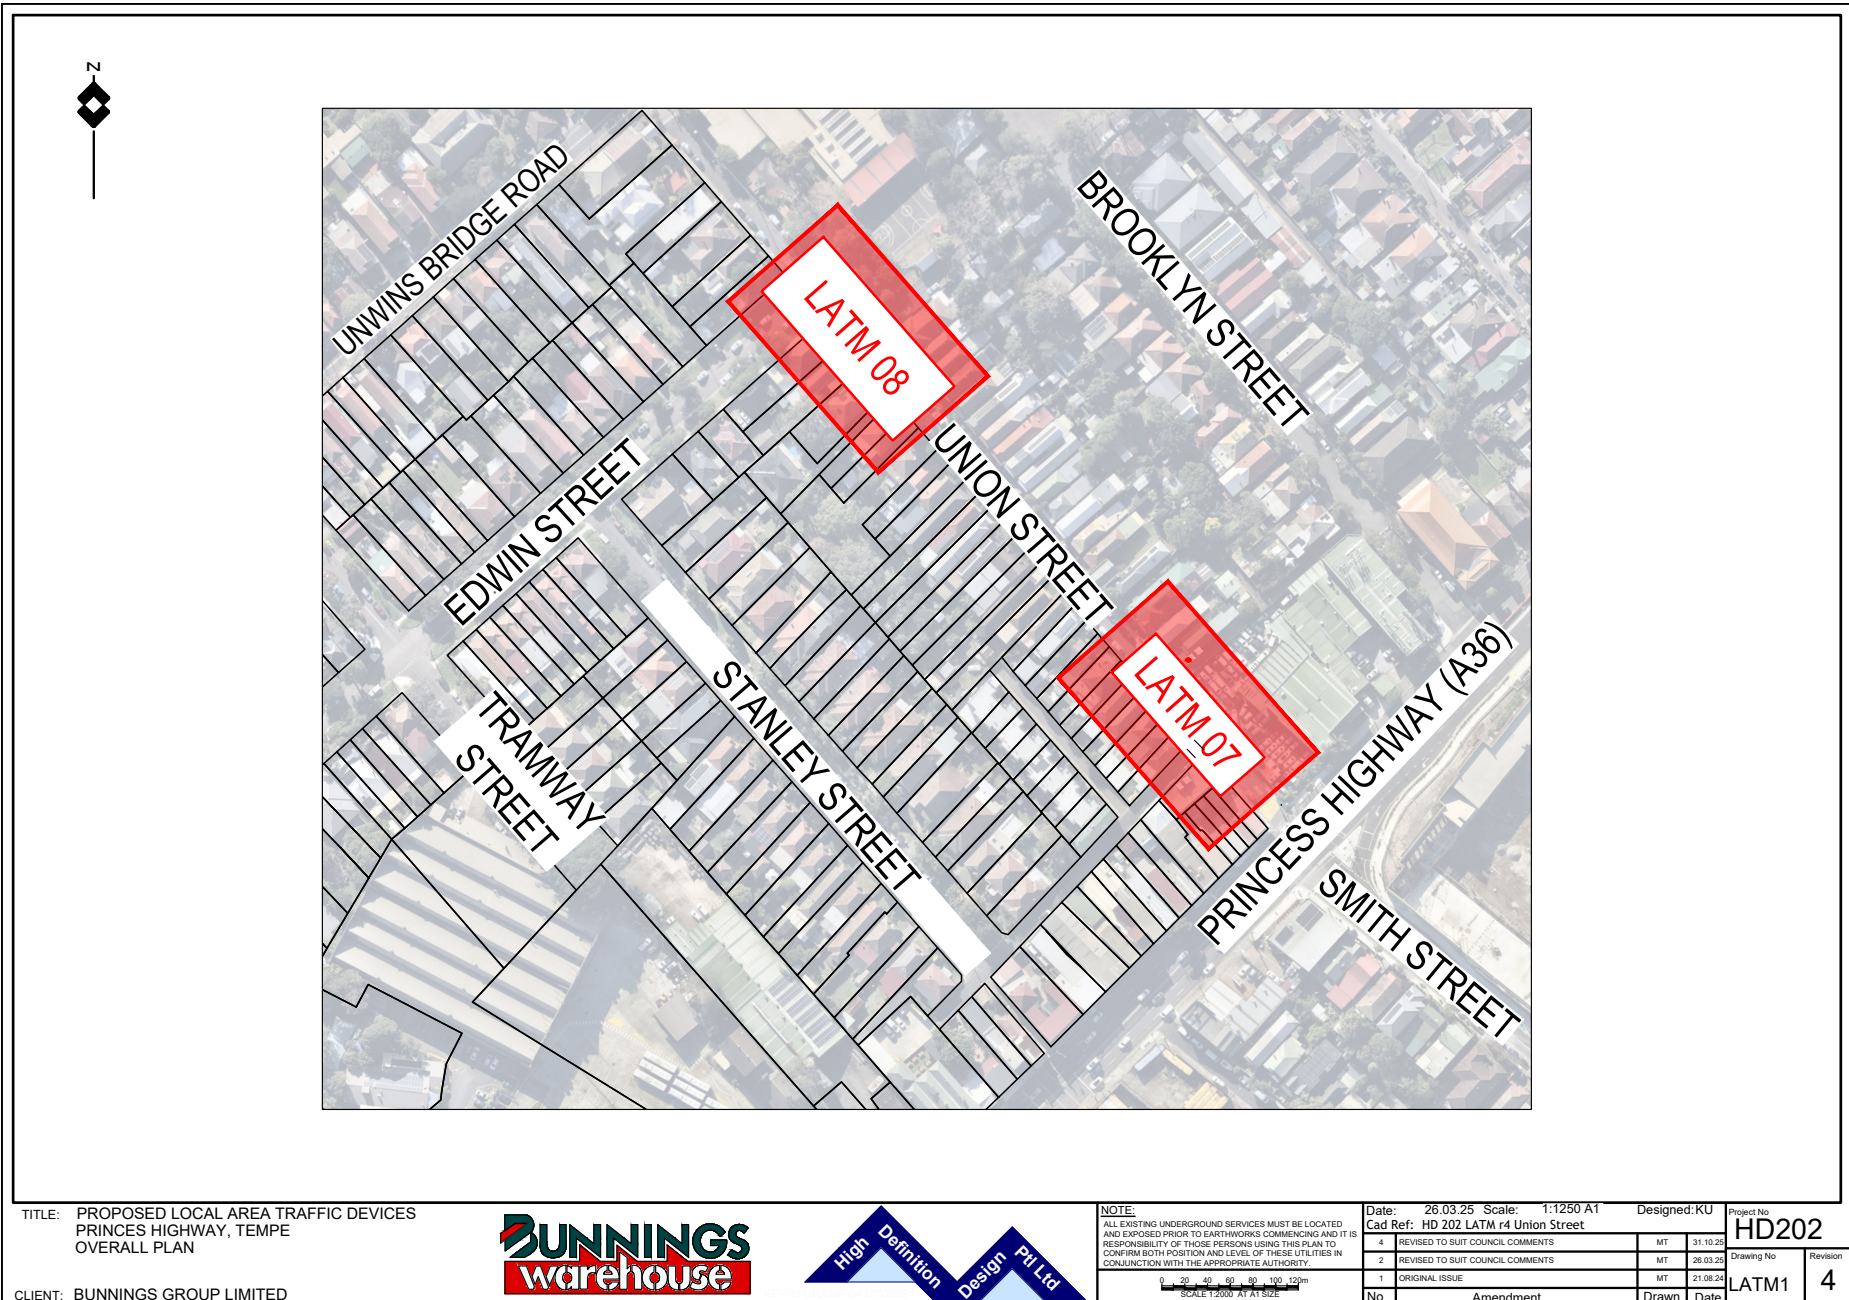 N
UNWINS BRIDGE ROAD
BROOKLYN STREET
LATM 08
UNION STREET
EDWIN STREET
LATM 07
PRINCESS HIGHWAY (A36)
STANLEY STREET
TRAMWAY
STREET
SMITH STREET
TITLE: PROPOSED LOCAL AREA TRAFFIC DEVICES
PRINCES HIGHWAY, TEMPE
OVERALL PLAN
CLIENT: BUNNINGS GROUP LIMITED
BUNNINGS
warehouse
High Definition Design Ptl Ltd
NOTE:
ALL EXISTING UNDERGROUND SERVICES MUST BE LOCATED
AND EXPOSED PRIOR TO EARTHWORKS COMMENCING AND IT IS
RESPONSIBILITY OF THOSE PERSONS USING THIS PLAN TO
CONFIRM BOTH POSITION AND LEVEL OF THESE UTILITIES IN
CONJUNCTION WITH THE APPROPRIATE AUTHORITY.
0 20 40 60 80 100 120m
SCALE 1:2000 AT A1 SIZE
Date: 26.03.25 Scale: 1:1250 A1 Designed: KU
Cad Ref: HD 202 LATM r4 Union Street
4 REVISED TO SUIT COUNCIL COMMENTS MT 31.10.25
2 REVISED TO SUIT COUNCIL COMMENTS MT 26.03.25
1 ORIGINAL ISSUE MT 21.08.24
No Amendment Drawn Date
Project No
HD202
Drawing No
LATM1
Revision
4